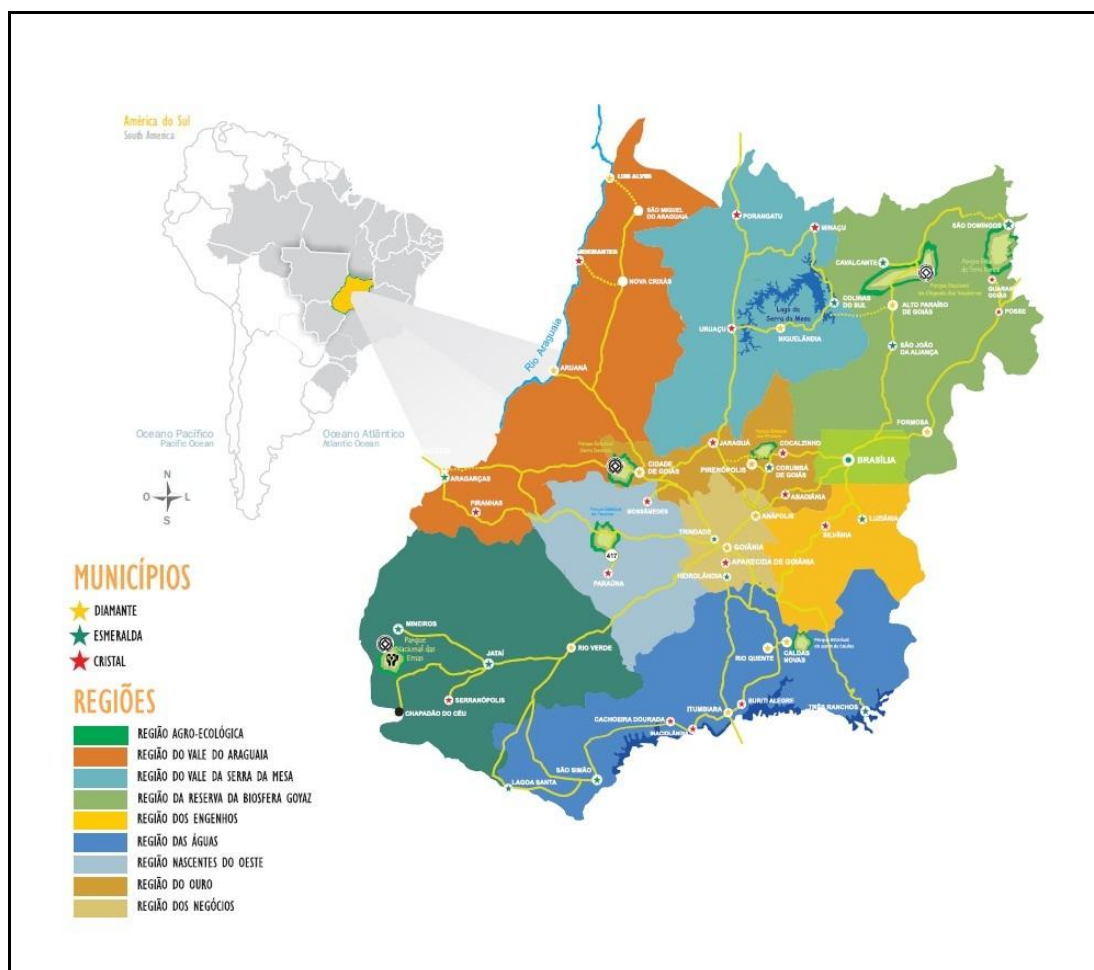 América do Sul
South America
Oceano Pacífico
Pacific Ocean
Oceano Atlântico
Atlantic Ocean
N
O
L
S
MUNICÍPIOS
DIAMANTE
ESMERALDA
CRISTAL
REGIÕES
REGIÃO AGRO-ECOLÓGICA
REGIÃO DO VALE DO ARAGUAIA
REGIÃO DO VALE DA SERRA DA MESA
REGIÃO DA RESERVA DA BIOSFERA GOYAZ
REGIÃO DOS ENGENHOS
REGIÃO DAS ÁGUAS
REGIÃO NASCENTES DO OESTE
REGIÃO DO OURO
REGIÃO DOS NEGÓCIOS
LUIS ALVES
SÃO MIGUEL
DO ARAGUAIA
NOVA CRIXÁS
Rio Araguaia
ARUANÃ
ARAGARÇAS
PIRANHAS
PORANGATU
MINAÇU
Lago da
Serra da Mesa
COLINAS
DO SUL
URUAÇU
NIQUELÂNDIA
SÃO DOMINGOS
CAVALCANTE
ALTO PARAÍSO
DE GOIÁS
POSSE
SÃO JOÃO
DA ALIANÇA
FORMOSA
JARAGUÁ
COCALZINHO
CIDADE
DE GOIÁS
PIRENÓPOLIS
CORUMBÁ
DE GOIÁS
BRASÍLIA
MOSSÂMEDES
ABADIÂNIA
ANÁPOLIS
LUZIÂNIA
SILVÂNIA
TRINDADE
GOIÂNIA
417
APARECIDA DE GOIÂNIA
PARAÚNA
HIDROLÂNDIA
MINEIROS
Parque
Nacional das
Emas
JATAÍ
RIO VERDE
RIO QUENTE
CALDAS
NOVAS
SERRANÓPOLIS
CHAPADÃO DO CÉU
BURITI ALEGRE
ITUMBIARA
TRÊS RANCHOS
CACHOEIRA DOURADA
SÃO SIMÃO
LAGOA SANTA